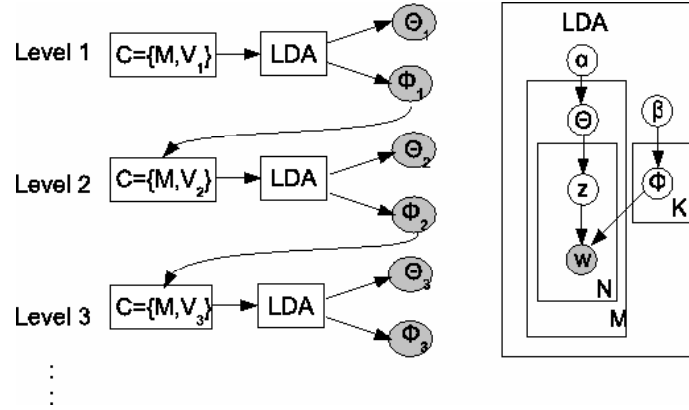 Level 1 C={M,V₁} LDA Θ₁
Φ₁
Level 2 C={M,V₂} LDA Θ₂
Φ₂
Level 3 C={M,V₃} LDA Θ₃
Φ₃
LDA
α
Θ
β
z
Φ
K
w
N
M